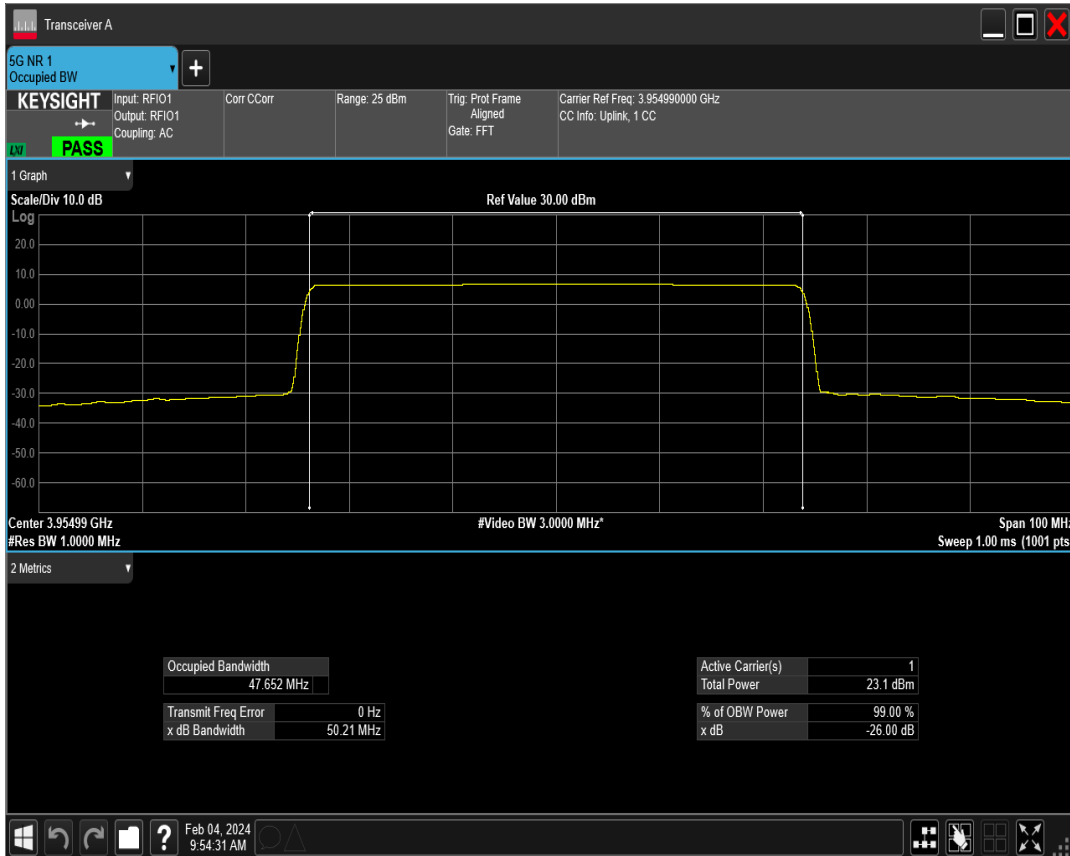 Transceiver A
5G NR 1
Occupied BW
+
KEYSIGHT
Input: RFIO1
Output: RFIO1
Coupling: AC
Corr CCorr
Range: 25 dBm
Trig: Prot Frame
Aligned
Gate: FFT
Carrier Ref Freq: 3.954990000 GHz
CC Info: Uplink, 1 CC
LXI
PASS
1 Graph
Scale/Div 10.0 dB
Ref Value 30.00 dBm
Log
20.0
10.0
0.00
-10.0
-20.0
-30.0
-40.0
-50.0
-60.0
Center 3.95499 GHz
#Video BW 3.0000 MHz*
Span 100 MHz
#Res BW 1.0000 MHz
Sweep 1.00 ms (1001 pts
2 Metrics
Occupied Bandwidth
47.652 MHz
Transmit Freq Error 0 Hz
x dB Bandwidth 50.21 MHz
Active Carrier(s) 1
Total Power 23.1 dBm
% of OBW Power 99.00 %
x dB -26.00 dB
?
Feb 04, 2024
9:54:31 AM